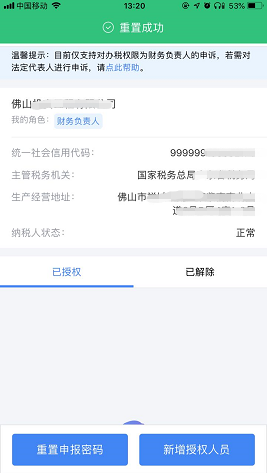 中国移动
13:20
53%
重置成功
温馨提示：目前仅支持对办税权限为财务负责人的申诉，若需对
法定代表人进行申诉，请点此帮助。
佛山
我的角色： 财务负责人
统一社会信用代码： 999999
主管税务机关： 国家税务总局
生产经营地址： 佛山市
纳税人状态： 正常
已授权 已解除
重置申报密码 新增授权人员